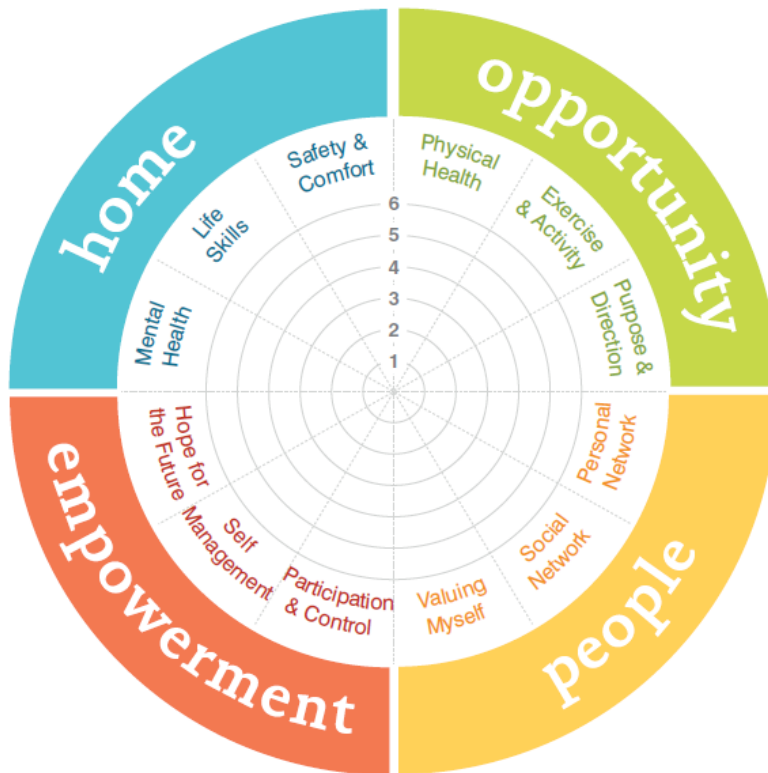 home
opportunity
Safety &
Comfort
Physical
Health
Life
Skills
Exercise
& Activity
Mental
Health
Purpose &
Direction
6
5
4
3
2
1
Hope for
the Future
Personal
Network
Self
Management
Social
Network
Participation
& Control
Valuing
Myself
empowerment
people